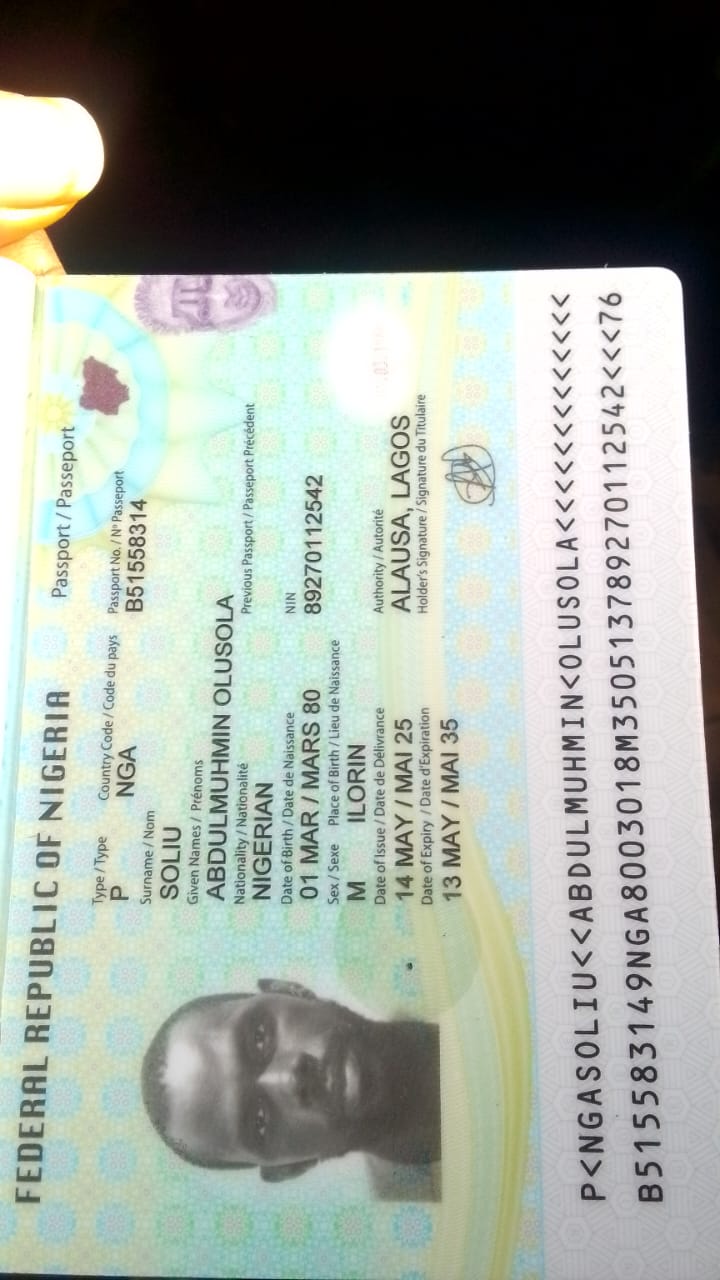 FEDERAL REPUBLIC OF NIGERIA
Passport / Passeport
Type / Type Country Code / Code du pays Passport No. / Nº Passeport
P NGA B51558314
Surname / Nom
SOLIU
Given Names / Prénoms
ABDULMUHMIN OLUSOLA
Nationality / Nationalité Previous Passport / Passeport Précédent
NIGERIAN
Date of Birth / Date de Naissance NIN
01 MAR / MARS 80 89270112542
Sex / Sexe Place of Birth / Lieu de Naissance
M ILORIN
Date of Issue / Date de Délivrance Authority / Autorité
14 MAY / MAI 25 ALAUSA, LAGOS
Date of Expiry / Date d'Expiration Holder's Signature / Signature du Titulaire
13 MAY / MAI 35
P<NGASOLIU<<ABDULMUHMIN<OLUSOLA<<<<<<<<<<<<<
B515583149NGA8003018M350513789270112542<<<76